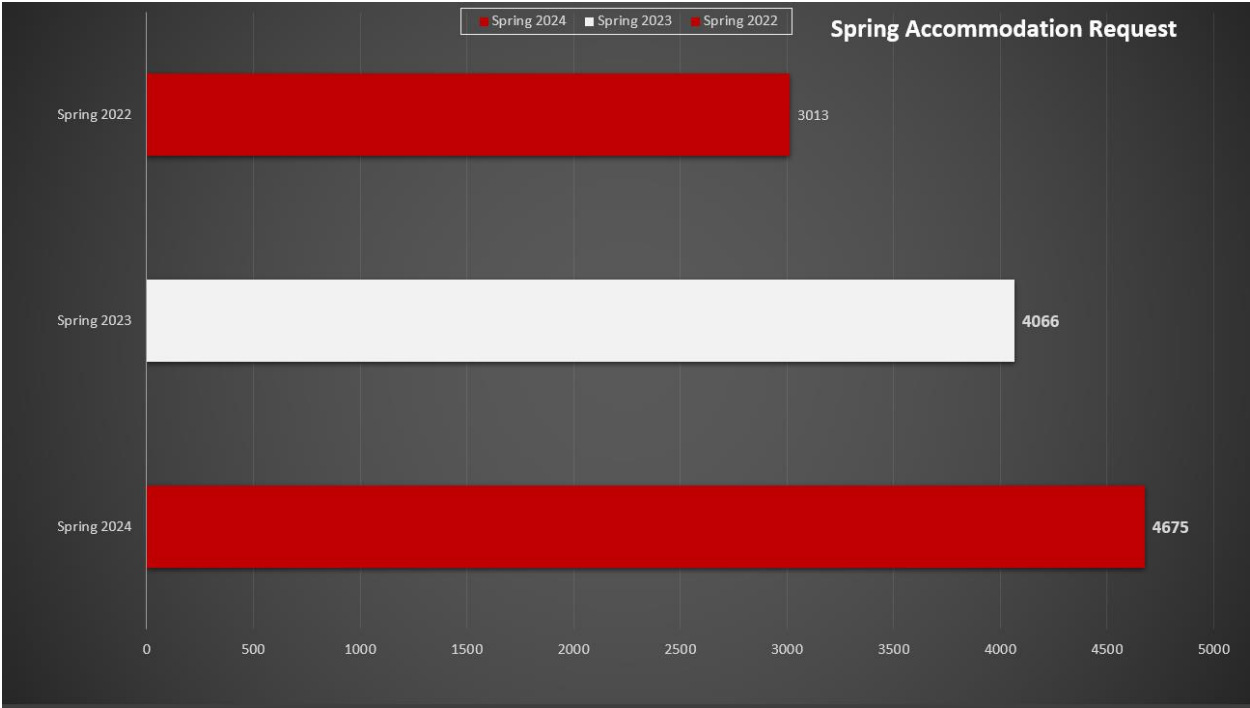 Spring 2024 Spring 2023 Spring 2022
Spring Accommodation Request
Spring 2022
3013
Spring 2023
4066
Spring 2024
4675
0 500 1000 1500 2000 2500 3000 3500 4000 4500 5000